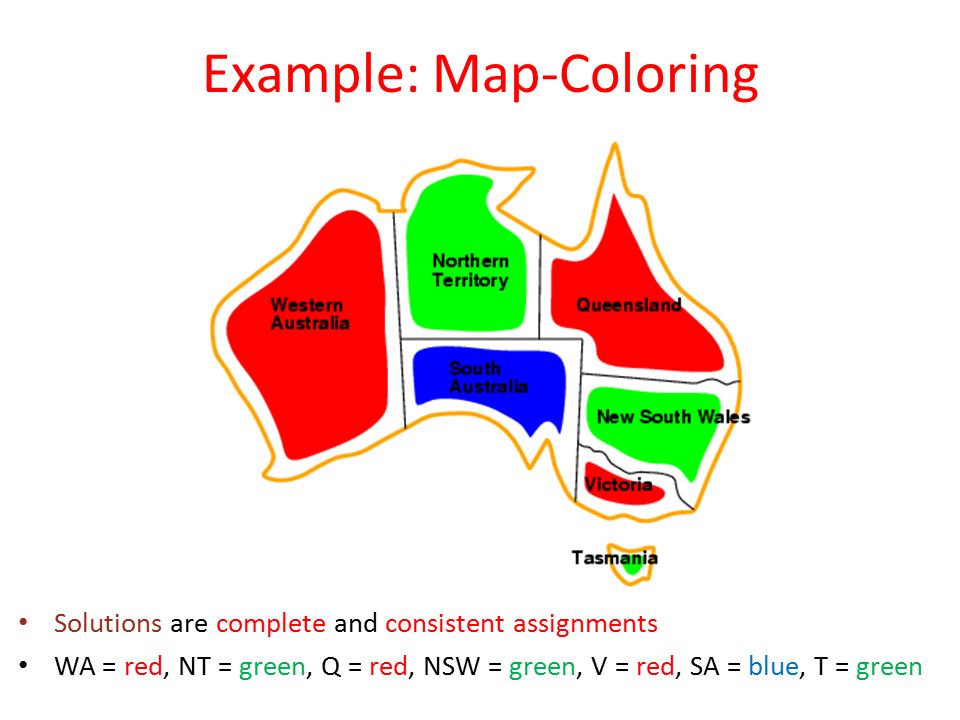 Example: Map-Coloring
Northern
Territory
Western
Australia
Queensland
South
Australia
New South Wales
Victoria
Tasmania
• Solutions are complete and consistent assignments
• WA = red, NT = green, Q = red, NSW = green, V = red, SA = blue, T = green